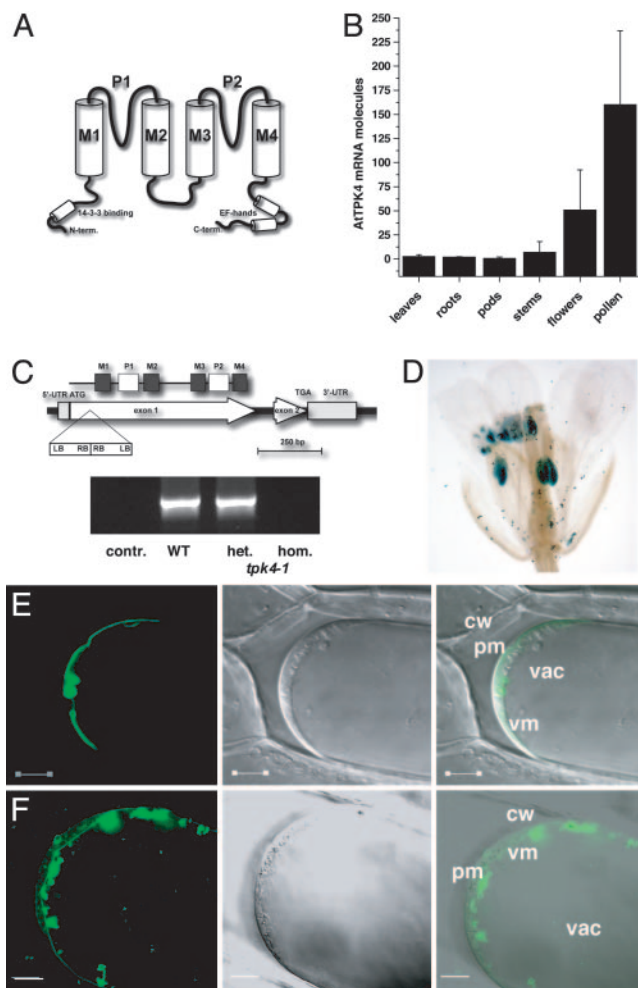 A
P1 P2
M1 M2 M3 M4
14-3-3 binding EF-hands
N-term. C-term.
B
AtTPK4 mRNA molecules
250
225
200
175
150
125
100
75
50
25
0
leaves roots pods stems flowers pollen
C
M1 P1 M2 M3 P2 M4
5'-UTR ATG TGA 3'-UTR
exon 1 exon 2
LB RB RB LB
250 bp
contr. WT het. hom.
tpk4-1
D
E
cw
pm
vac
vm
F
cw
vm
pm
vac